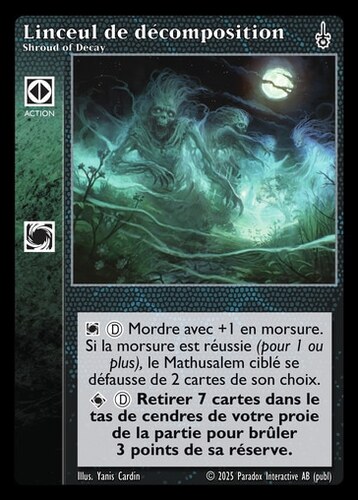 Linceul de décomposition
Shroud of Decay
ACTION
Ⓓ Mordre avec +1 en morsure.
Si la morsure est réussie (pour 1 ou
plus), le Mathusalem ciblé se
défausse de 2 cartes de son choix.
Ⓓ Retirer 7 cartes dans le
tas de cendres de votre proie
de la partie pour brûler
3 points de sa réserve.
Illus. Yanis Cardin © 2025 Paradox Interactive AB (publ)